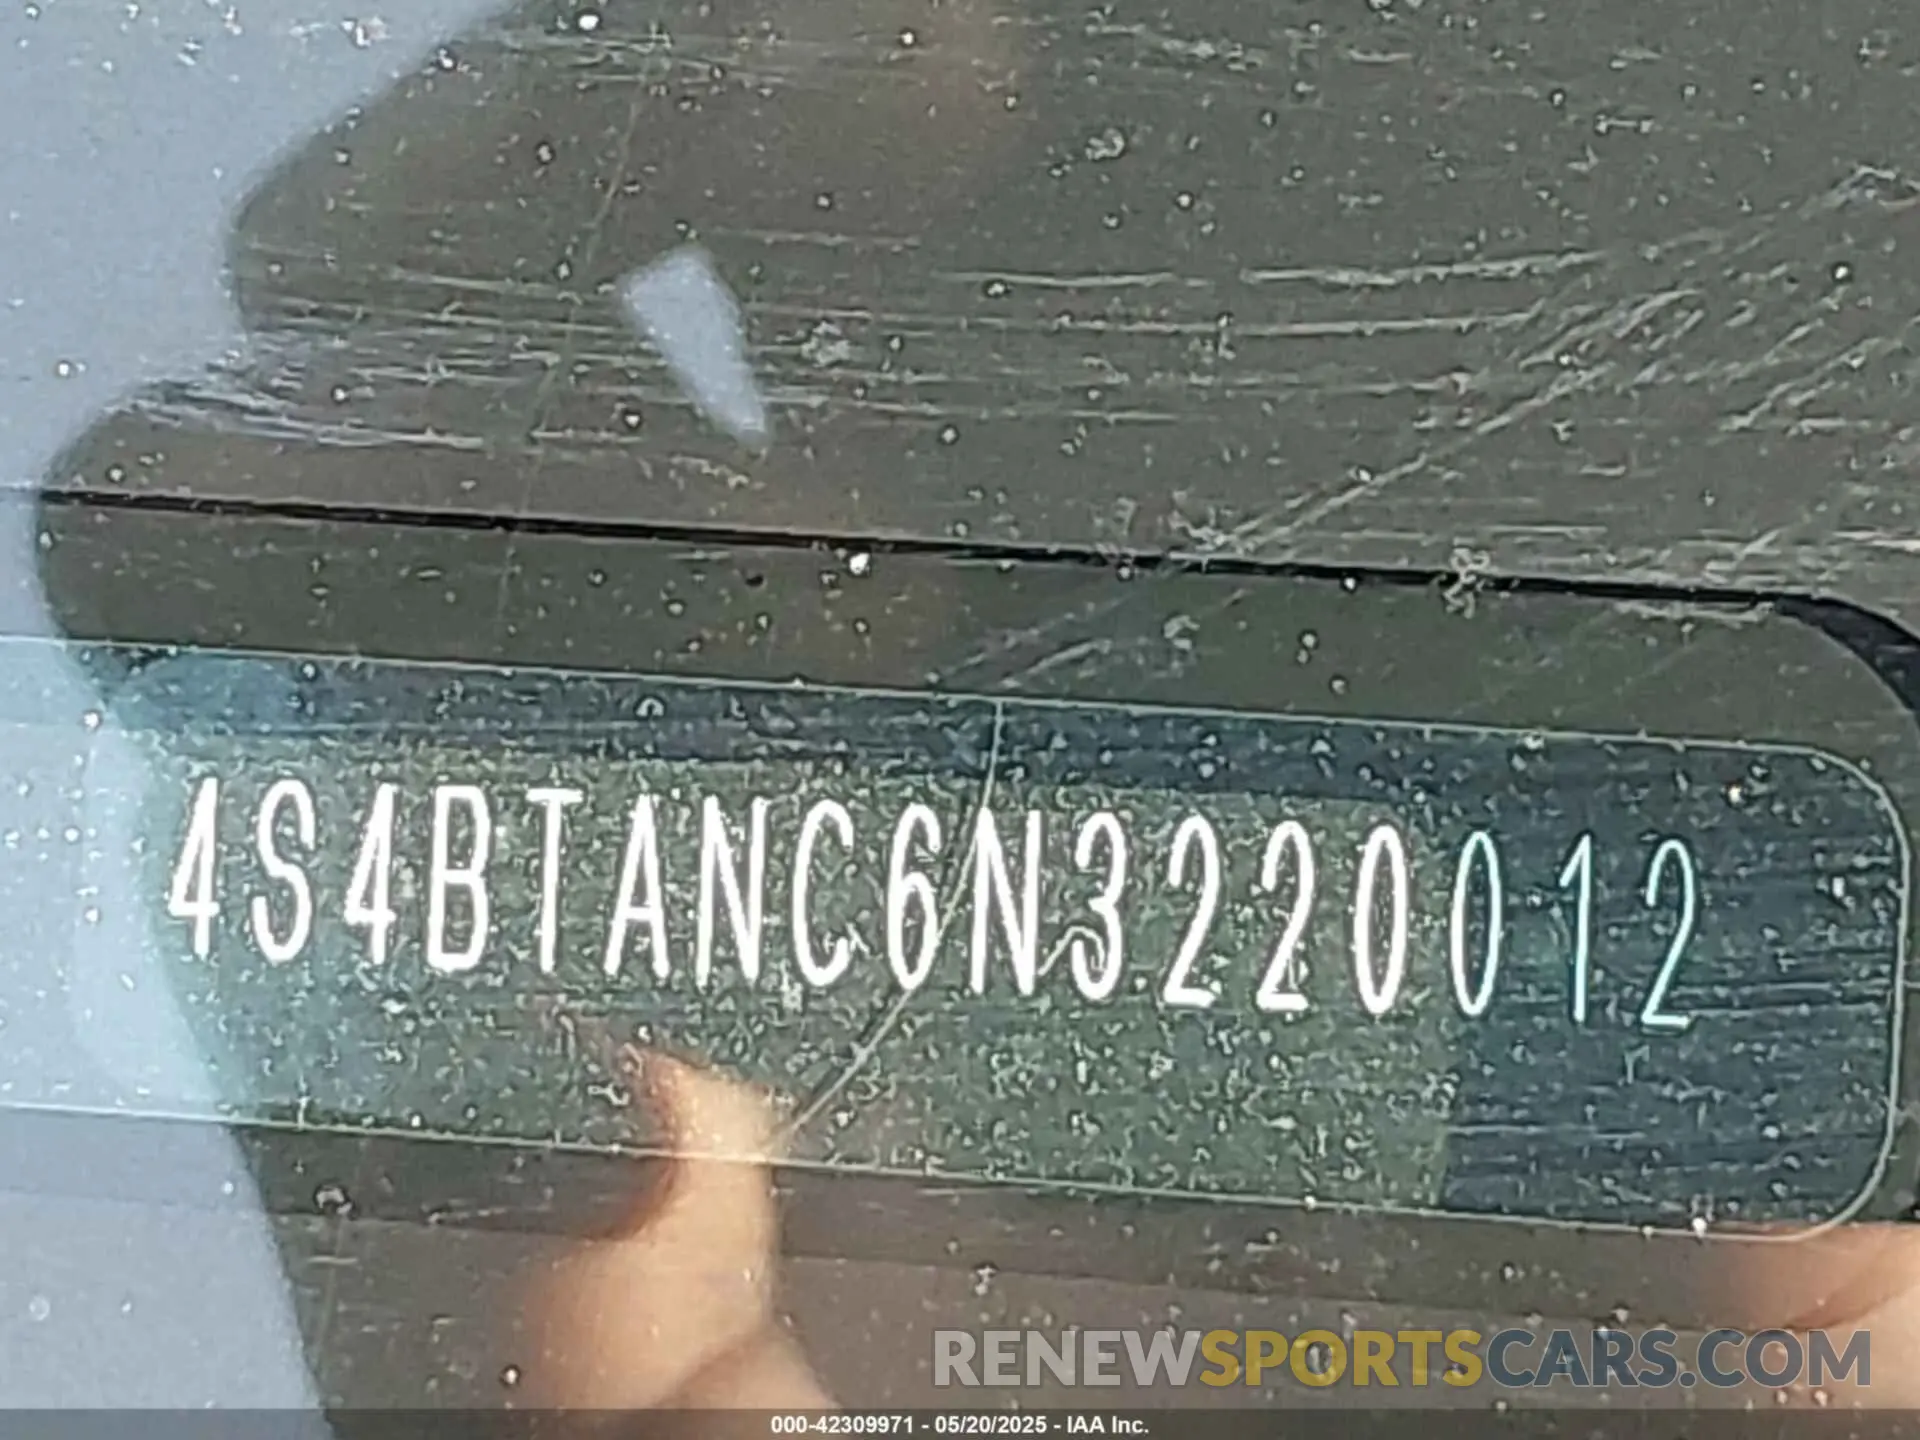 4S4BTANC6N3220012
RENEWSPORTSCARS.COM
000-42309971 - 05/20/2025 - IAA Inc.